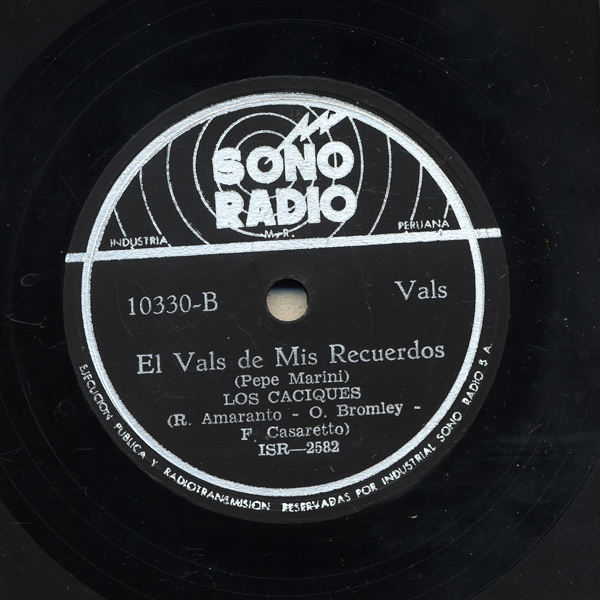 SONO
RADIO
M.R.
INDUSTRIA PERUANA
10330-B Vals
El Vals de Mis Recuerdos
(Pepe Marini)
LOS CACIQUES
(R. Amaranto - O. Bromley -
F. Casaretto)
ISR—2582
EJECUCION PUBLICA Y RADIOTRANSMISION RESERVADAS POR INDUSTRIAL SONO RADIO S A.